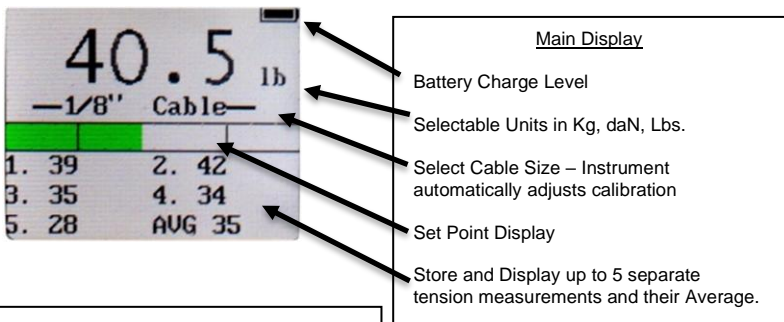 40.5 lb
—1/8'' Cable—
1. 39 2. 42
3. 35 4. 34
5. 28 AVG 35
Main Display
Battery Charge Level
Selectable Units in Kg, daN, Lbs.
Select Cable Size – Instrument
automatically adjusts calibration
Set Point Display
Store and Display up to 5 separate
tension measurements and their Average.